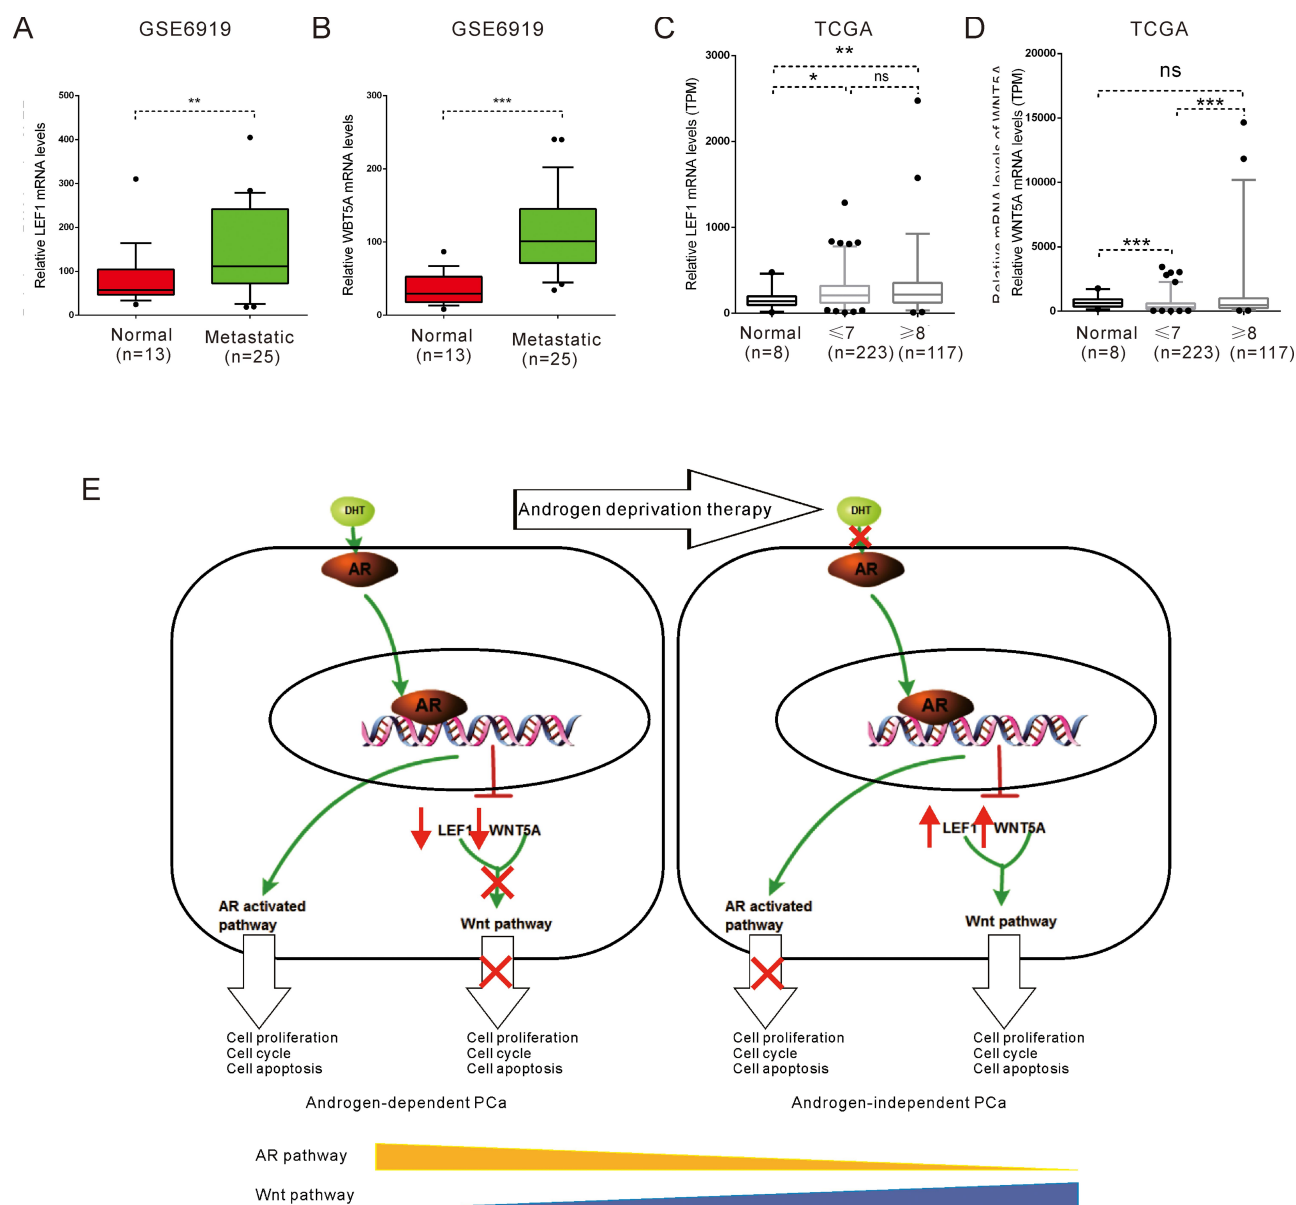 A
GSE6919
B
GSE6919
C
TCGA
D
TCGA
Relative LEF1 mRNA levels
500
400
300
200
100
0
**
Normal
(n=13)
Metastatic
(n=25)
Relative WBT5A mRNA levels
300
200
100
0
***
Normal
(n=13)
Metastatic
(n=25)
Relative LEF1 mRNA levels (TPM)
3000
2000
1000
0
**
*
ns
Normal
(n=8)
≤7
(n=223)
≥8
(n=117)
Relative mRNA levels of WNT5A
Relative WNT5A mRNA levels (TPM)
20000
15000
10000
5000
0
ns
***
***
Normal
(n=8)
≤7
(n=223)
≥8
(n=117)
E
DHT
Androgen deprivation therapy
DHT
AR
AR
AR
AR
LEF1
WNT5A
LEF1
WNT5A
AR activated
pathway
Wnt pathway
AR activated
pathway
Wnt pathway
Cell proliferation
Cell cycle
Cell apoptosis
Cell proliferation
Cell cycle
Cell apoptosis
Cell proliferation
Cell cycle
Cell apoptosis
Cell proliferation
Cell cycle
Cell apoptosis
Androgen-dependent PCa
Androgen-independent PCa
AR pathway
Wnt pathway